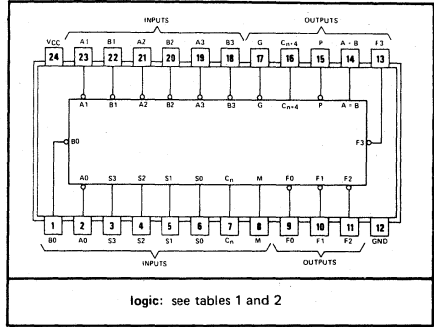 INPUTS OUTPUTS
VCC A1 B1 A2 B2 A3 B3 G Cn+4 P A = B F3
24 23 22 21 20 19 18 17 16 15 14 13
A1 B1 A2 B2 A3 B3 G Cn+4 P A = B
B0 F3
A0 S3 S2 S1 S0 Cn M F0 F1 F2
1 2 3 4 5 6 7 8 9 10 11 12
B0 A0 S3 S2 S1 S0 Cn M F0 F1 F2 GND
INPUTS OUTPUTS
logic: see tables 1 and 2